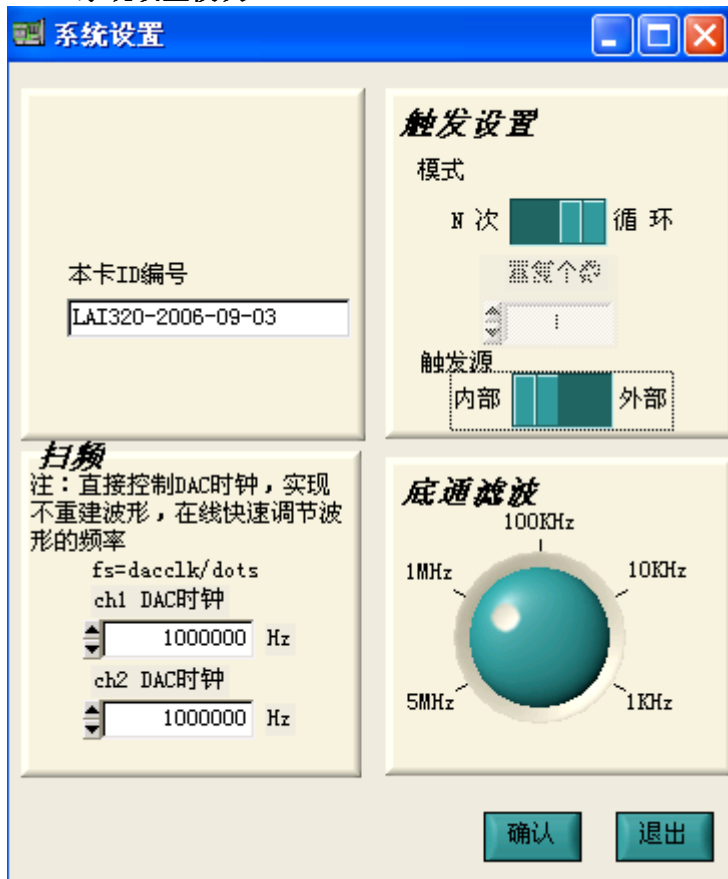 系统设置
本卡ID编号
LAI320-2006-09-03
触发设置
模式
N 次
循 环
触发源
内部
外部
扫频
注：直接控制DAC时钟，实现
不重建波形，在线快速调节波
形的频率
fs=dacclk/dots
ch1 DAC时钟
1000000 Hz
ch2 DAC时钟
1000000 Hz
底通滤波
100KHz
1MHz
10KHz
5MHz
1KHz
确认
退出